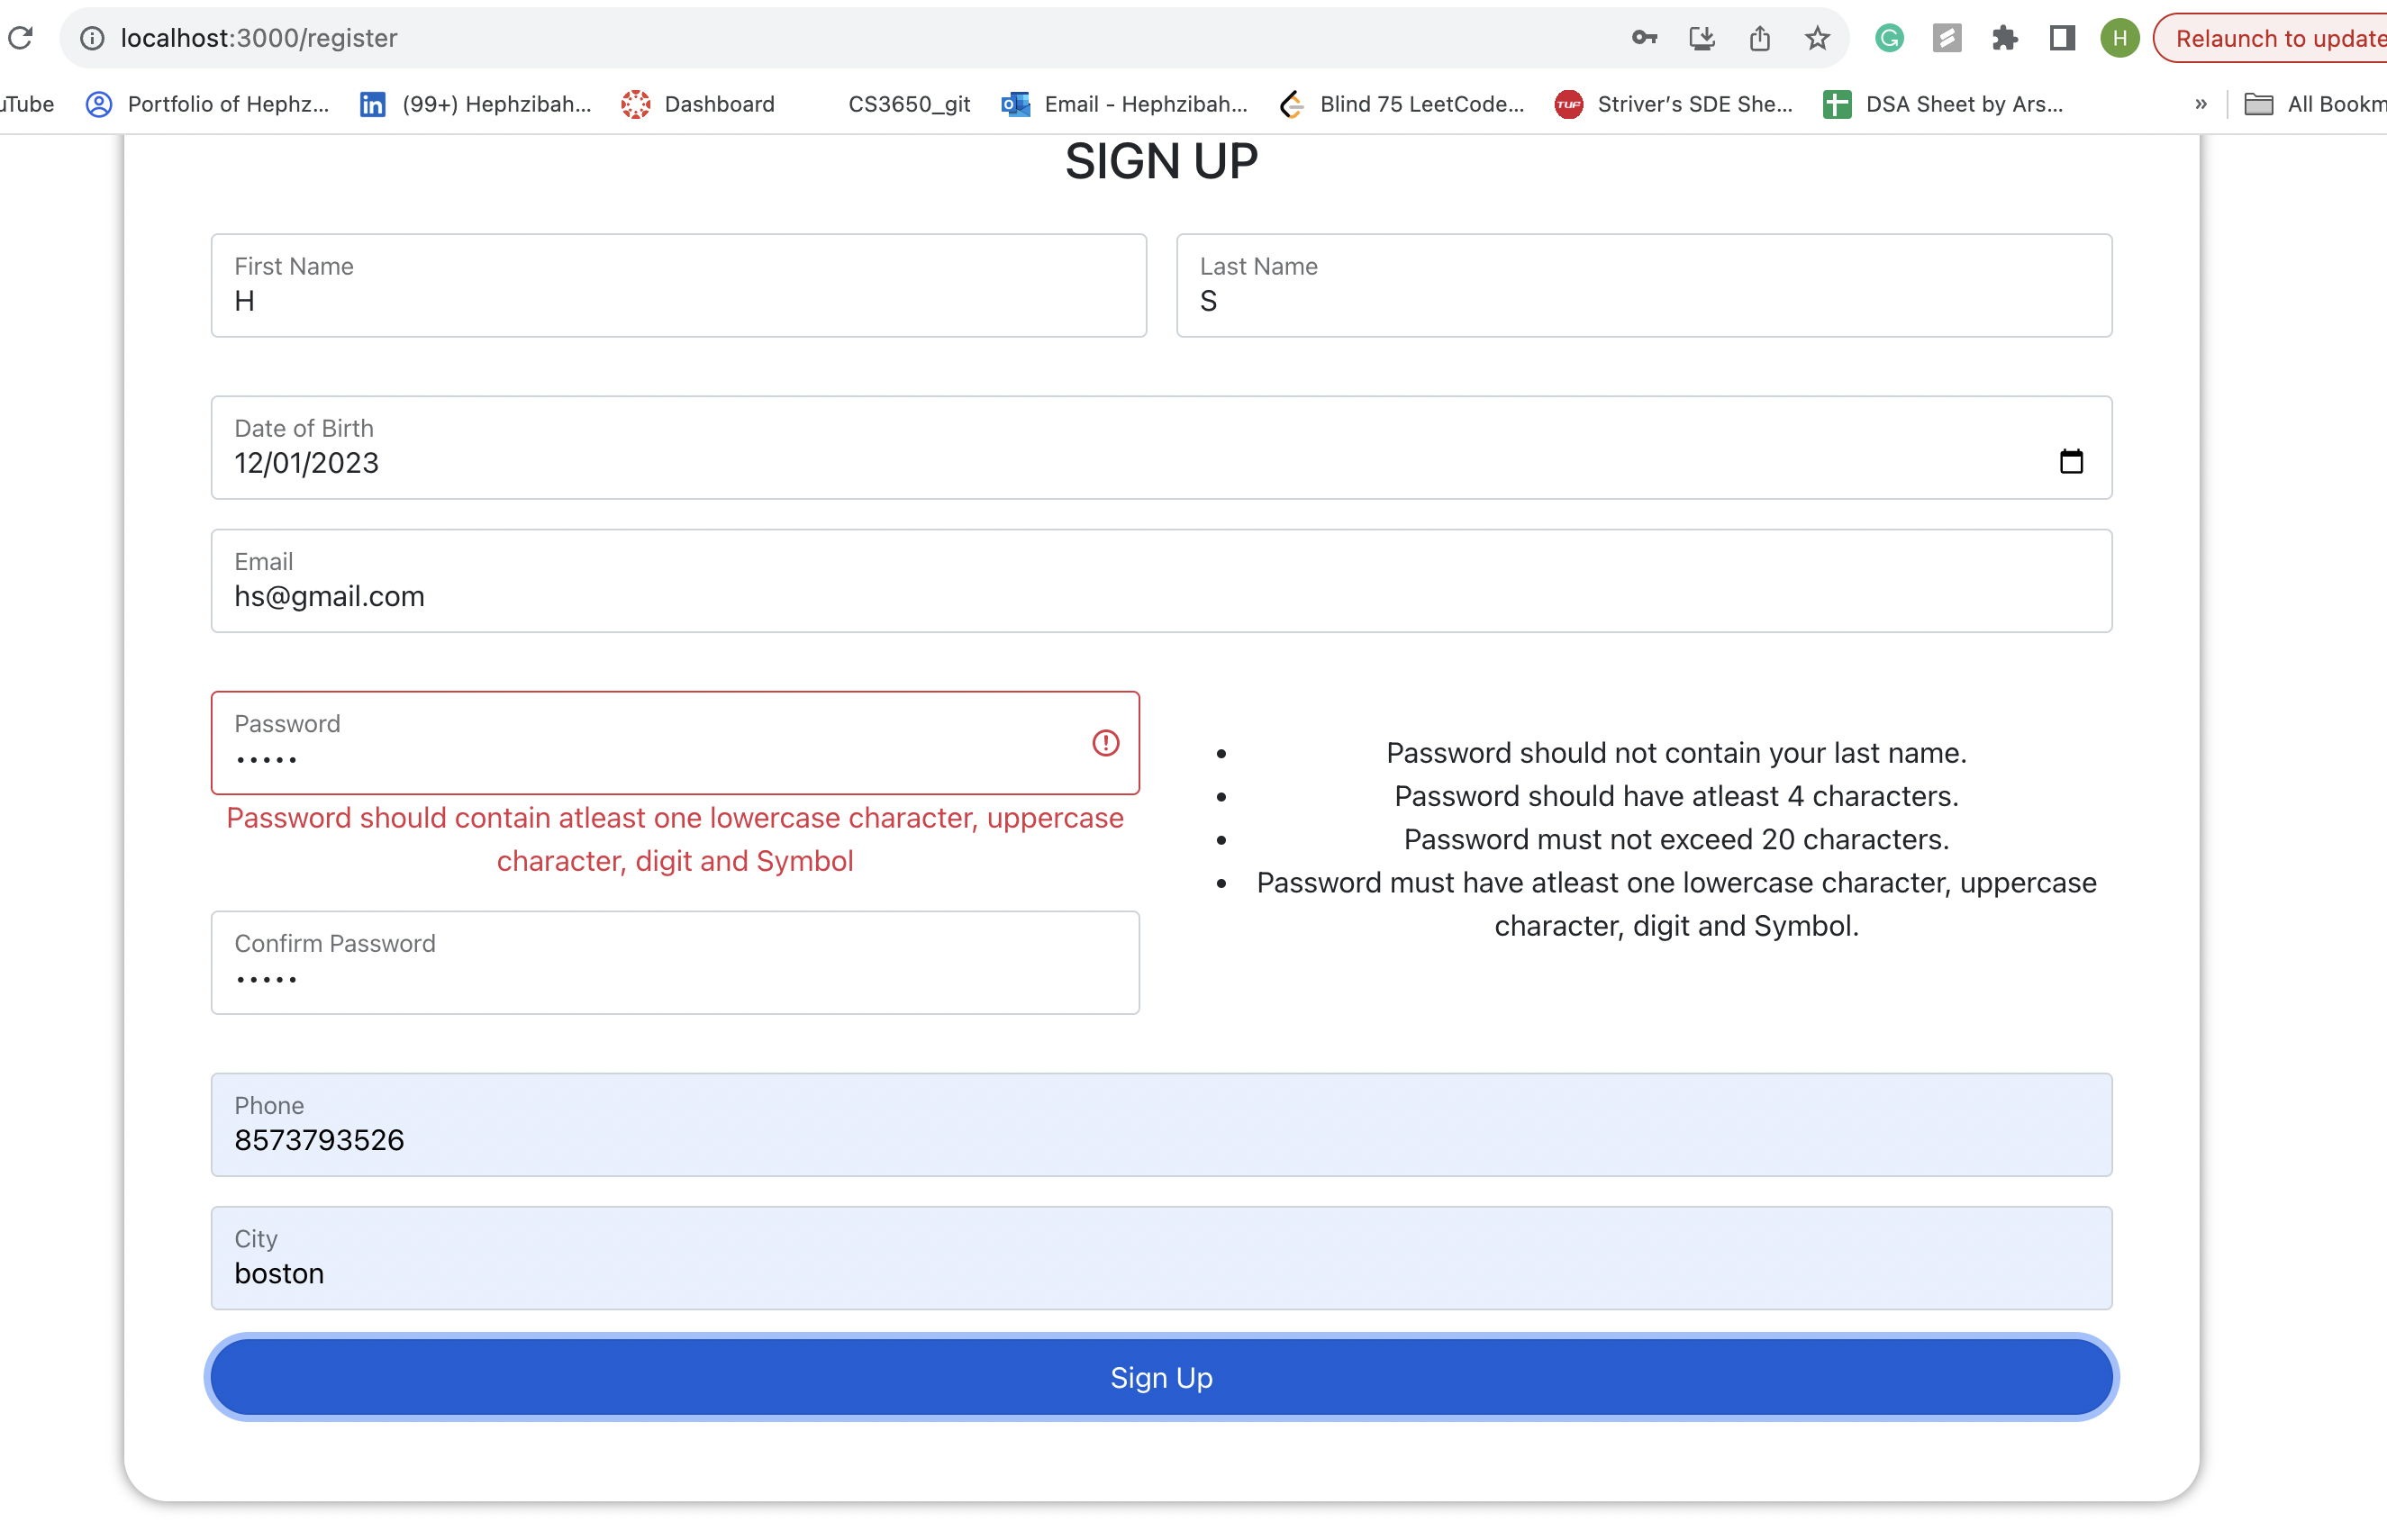 localhost:3000/register
H
Relaunch to update
uTube
Portfolio of Hephz...
in
(99+) Hephzibah...
Dashboard
CS3650_git
Email - Hephzibah...
Blind 75 LeetCode...
TUF
Striver's SDE She...
DSA Sheet by Ars...
»
All Bookm
SIGN UP
First Name
H
Last Name
S
Date of Birth
12/01/2023
Email
hs@gmail.com
Password
•••••
Password should contain atleast one lowercase character, uppercase
character, digit and Symbol
• Password should not contain your last name.
• Password should have atleast 4 characters.
• Password must not exceed 20 characters.
• Password must have atleast one lowercase character, uppercase
character, digit and Symbol.
Confirm Password
•••••
Phone
8573793526
City
boston
Sign Up